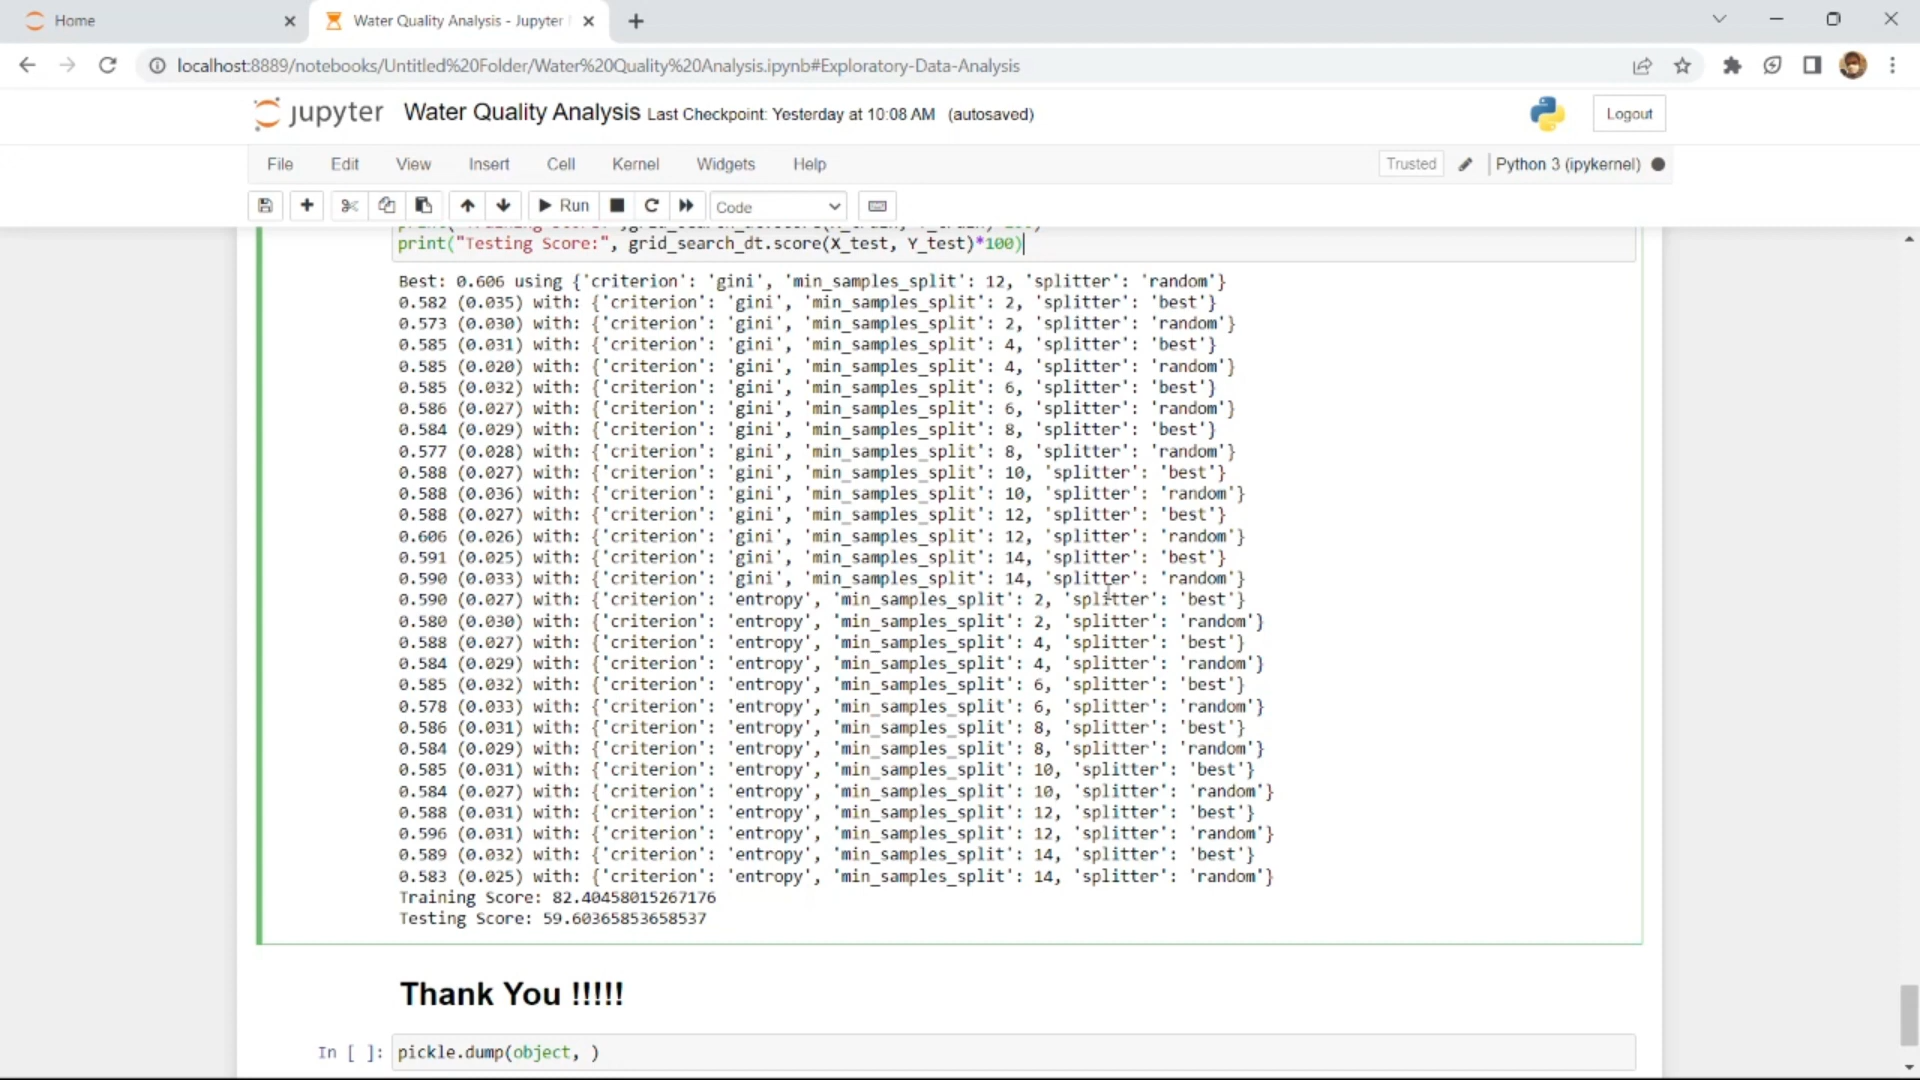 Home
Water Quality Analysis - Jupyter
localhost:8889/notebooks/Untitled%20Folder/Water%20Quality%20Analysis.ipynb#Exploratory-Data-Analysis
jupyter Water Quality Analysis Last Checkpoint: Yesterday at 10:08 AM (autosaved)
Logout
File Edit View Insert Cell Kernel Widgets Help
Trusted Python 3 (ipykernel)
Run Code
print("Testing Score:", grid_search_dt.score(X_test, Y_test)*100)
Best: 0.606 using {'criterion': 'gini', 'min_samples_split': 12, 'splitter': 'random'}
0.582 (0.035) with: {'criterion': 'gini', 'min_samples_split': 2, 'splitter': 'best'}
0.573 (0.030) with: {'criterion': 'gini', 'min_samples_split': 2, 'splitter': 'random'}
0.585 (0.031) with: {'criterion': 'gini', 'min_samples_split': 4, 'splitter': 'best'}
0.585 (0.020) with: {'criterion': 'gini', 'min_samples_split': 4, 'splitter': 'random'}
0.585 (0.032) with: {'criterion': 'gini', 'min_samples_split': 6, 'splitter': 'best'}
0.586 (0.027) with: {'criterion': 'gini', 'min_samples_split': 6, 'splitter': 'random'}
0.584 (0.029) with: {'criterion': 'gini', 'min_samples_split': 8, 'splitter': 'best'}
0.577 (0.028) with: {'criterion': 'gini', 'min_samples_split': 8, 'splitter': 'random'}
0.588 (0.027) with: {'criterion': 'gini', 'min_samples_split': 10, 'splitter': 'best'}
0.588 (0.036) with: {'criterion': 'gini', 'min_samples_split': 10, 'splitter': 'random'}
0.588 (0.027) with: {'criterion': 'gini', 'min_samples_split': 12, 'splitter': 'best'}
0.606 (0.026) with: {'criterion': 'gini', 'min_samples_split': 12, 'splitter': 'random'}
0.591 (0.025) with: {'criterion': 'gini', 'min_samples_split': 14, 'splitter': 'best'}
0.590 (0.033) with: {'criterion': 'gini', 'min_samples_split': 14, 'splitter': 'random'}
0.590 (0.027) with: {'criterion': 'entropy', 'min_samples_split': 2, 'splitter': 'best'}
0.580 (0.030) with: {'criterion': 'entropy', 'min_samples_split': 2, 'splitter': 'random'}
0.588 (0.027) with: {'criterion': 'entropy', 'min_samples_split': 4, 'splitter': 'best'}
0.584 (0.029) with: {'criterion': 'entropy', 'min_samples_split': 4, 'splitter': 'random'}
0.585 (0.032) with: {'criterion': 'entropy', 'min_samples_split': 6, 'splitter': 'best'}
0.578 (0.033) with: {'criterion': 'entropy', 'min_samples_split': 6, 'splitter': 'random'}
0.586 (0.031) with: {'criterion': 'entropy', 'min_samples_split': 8, 'splitter': 'best'}
0.584 (0.029) with: {'criterion': 'entropy', 'min_samples_split': 8, 'splitter': 'random'}
0.585 (0.031) with: {'criterion': 'entropy', 'min_samples_split': 10, 'splitter': 'best'}
0.584 (0.027) with: {'criterion': 'entropy', 'min_samples_split': 10, 'splitter': 'random'}
0.588 (0.031) with: {'criterion': 'entropy', 'min_samples_split': 12, 'splitter': 'best'}
0.596 (0.031) with: {'criterion': 'entropy', 'min_samples_split': 12, 'splitter': 'random'}
0.589 (0.032) with: {'criterion': 'entropy', 'min_samples_split': 14, 'splitter': 'best'}
0.583 (0.025) with: {'criterion': 'entropy', 'min_samples_split': 14, 'splitter': 'random'}
Training Score: 82.40458015267176
Testing Score: 59.60365853658537
Thank You !!!!!
In [ ]: pickle.dump(object, )